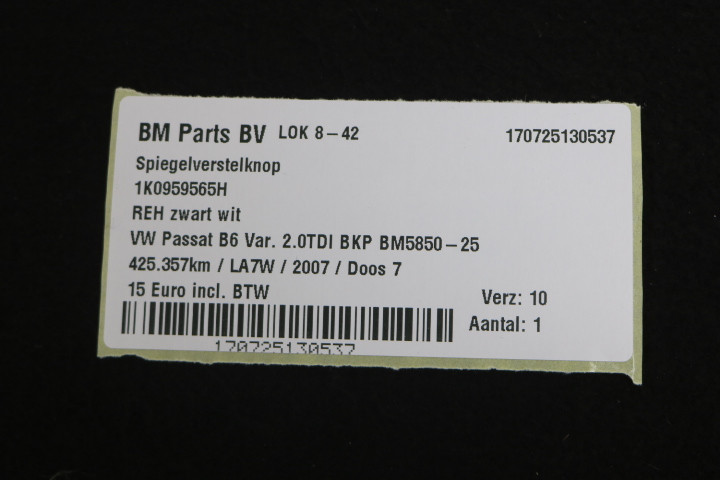 BM Parts BV LOK 8-42 170725130537
Spiegelverstelknop
1K0959565H
REH zwart wit
VW Passat B6 Var. 2.0TDI BKP BM5850-25
425.357km / LA7W / 2007 / Doos 7
15 Euro incl. BTW
Verz: 10
Aantal: 1
170725130537